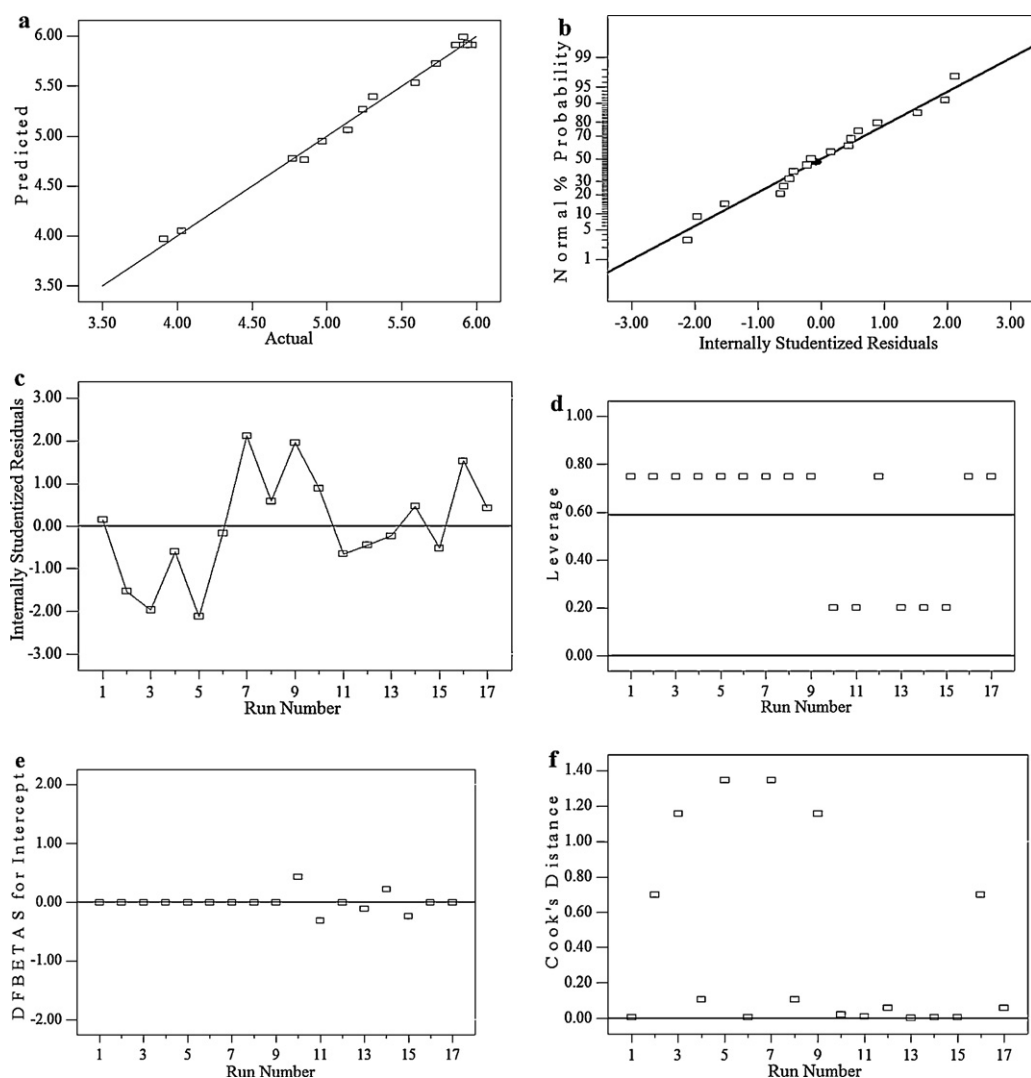 a
Predicted
6.00
5.50
5.00
4.50
4.00
3.50
3.50 4.00 4.50 5.00 5.50 6.00
Actual
b
Normal % Probability
99
95
90
70
50
30
20
10
5
1
-3.00 -2.00 -1.00 0.00 1.00 2.00 3.00
Internally Studentized Residuals
c
Internally Studentized Residuals
3.00
2.00
1.00
0.00
-1.00
-2.00
-3.00
1 3 5 7 9 11 13 15 17
Run Number
d
Leverage
1.00
0.80
0.60
0.40
0.20
0.00
1 3 5 7 9 11 13 15 17
Run Number
e
DFBETAS for Intercept
2.00
1.00
0.00
-1.00
-2.00
1 3 5 7 9 11 13 15 17
Run Number
f
Cook's Distance
1.40
1.20
1.00
0.80
0.60
0.40
0.20
0.00
1 3 5 7 9 11 13 15 17
Run Number